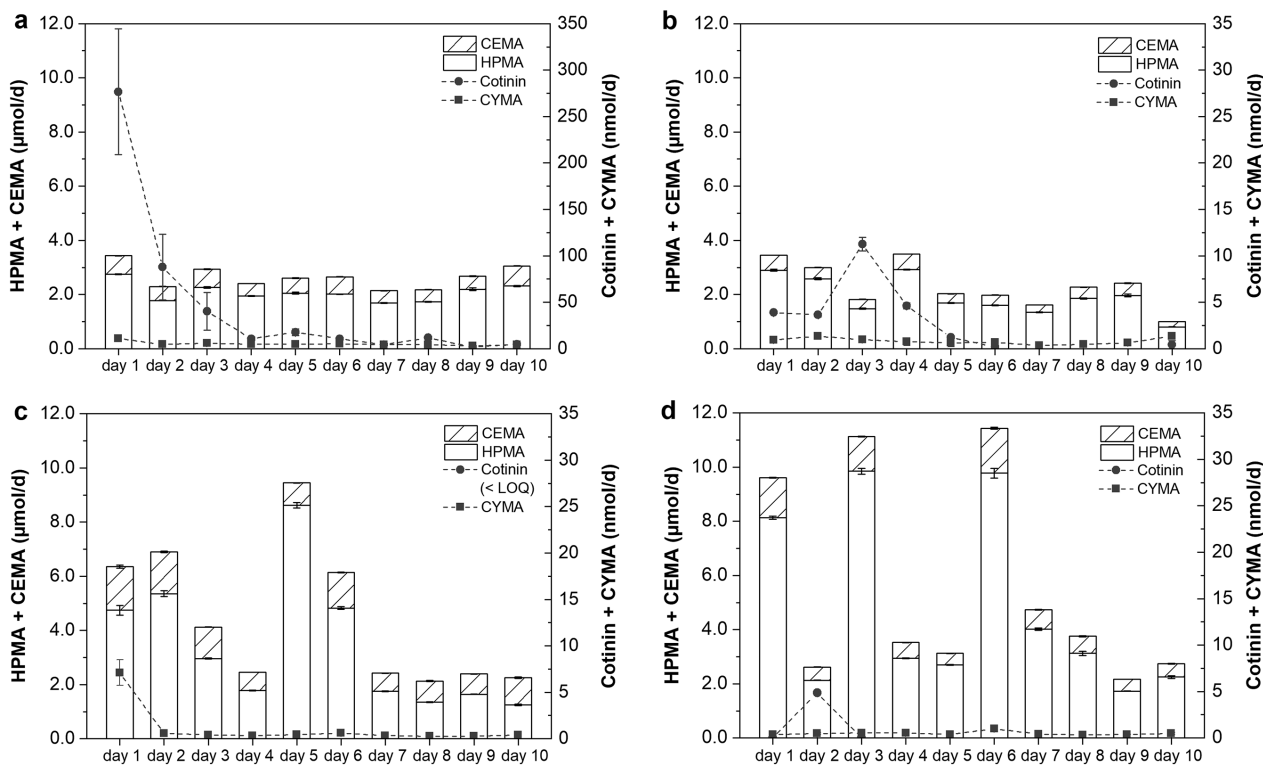 a
HPMA + CEMA (µmol/d)
12.0
10.0
8.0
6.0
4.0
2.0
0.0
CEMA
HPMA
Cotinin
CYMA
350
300
250
200
150
100
50
0
Cotinin + CYMA (nmol/d)
day 1 day 2 day 3 day 4 day 5 day 6 day 7 day 8 day 9 day 10
b
HPMA + CEMA (µmol/d)
12.0
10.0
8.0
6.0
4.0
2.0
0.0
CEMA
HPMA
Cotinin
CYMA
35
30
25
20
15
10
5
0
Cotinin + CYMA (nmol/d)
day 1 day 2 day 3 day 4 day 5 day 6 day 7 day 8 day 9 day 10
c
HPMA + CEMA (µmol/d)
12.0
10.0
8.0
6.0
4.0
2.0
0.0
CEMA
HPMA
Cotinin
(< LOQ)
CYMA
35
30
25
20
15
10
5
0
Cotinin + CYMA (nmol/d)
day 1 day 2 day 3 day 4 day 5 day 6 day 7 day 8 day 9 day 10
d
HPMA + CEMA (µmol/d)
12.0
10.0
8.0
6.0
4.0
2.0
0.0
CEMA
HPMA
Cotinin
CYMA
35
30
25
20
15
10
5
0
Cotinin + CYMA (nmol/d)
day 1 day 2 day 3 day 4 day 5 day 6 day 7 day 8 day 9 day 10